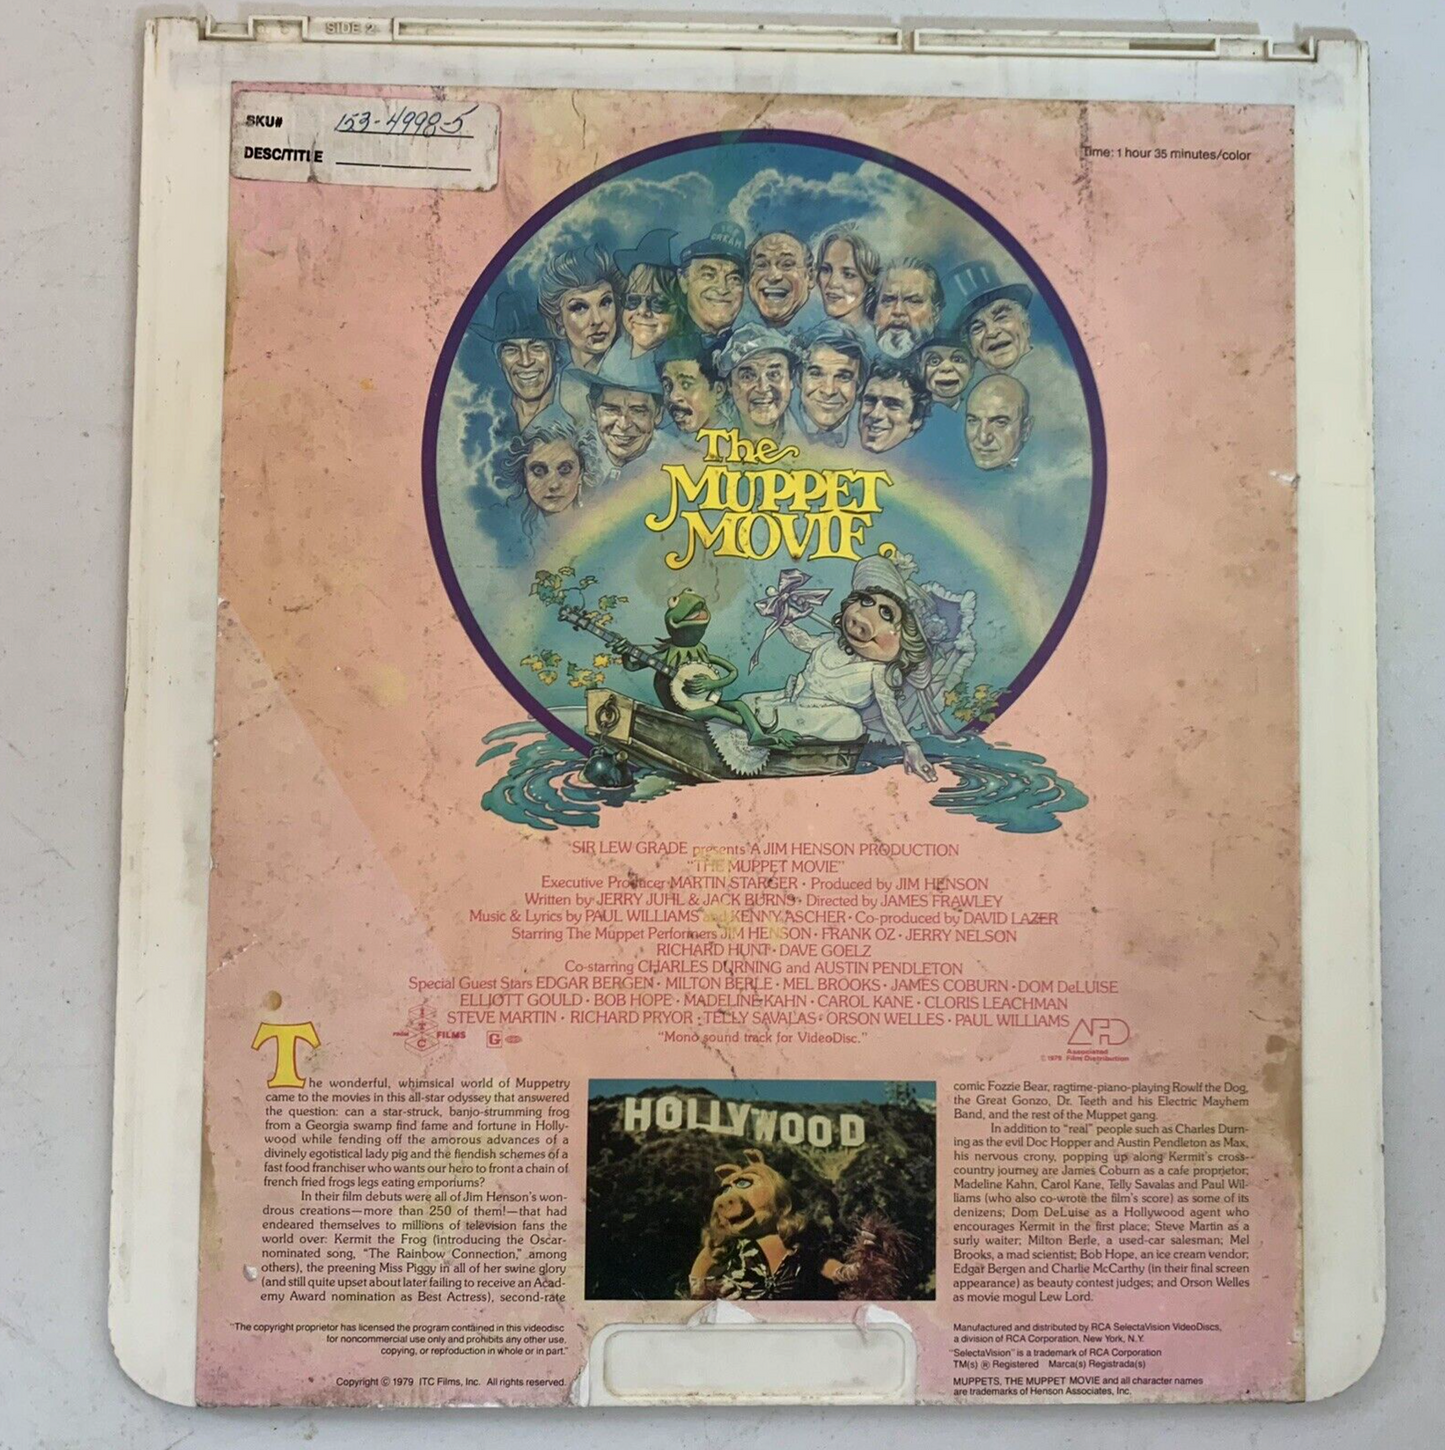 SIDE 2
SKU# 153-4998-5
DESC/TITLE
Time: 1 hour 35 minutes/color
The
MUPPET
MOVIE
SIR LEW GRADE presents A JIM HENSON PRODUCTION
"THE MUPPET MOVIE"
Executive Producer MARTIN STARGER · Produced by JIM HENSON
Written by JERRY JUHL & JACK BURNS · Directed by JAMES FRAWLEY
Music & Lyrics by PAUL WILLIAMS and KENNY ASCHER · Co-produced by DAVID LAZER
Starring The Muppet Performers JIM HENSON · FRANK OZ · JERRY NELSON
RICHARD HUNT · DAVE GOELZ
Co-starring CHARLES DURNING and AUSTIN PENDLETON
Special Guest Stars EDGAR BERGEN · MILTON BERLE · MEL BROOKS · JAMES COBURN · DOM DeLUISE
ELLIOTT GOULD · BOB HOPE · MADELINE KAHN · CAROL KANE · CLORIS LEACHMAN
STEVE MARTIN · RICHARD PRYOR · TELLY SAVALAS · ORSON WELLES · PAUL WILLIAMS
FROM ITC FILMS
G
"Mono sound track for VideoDisc."
AFD
Associated
© 1979 Film Distribution
The wonderful, whimsical world of Muppetry
came to the movies in this all-star odyssey that answered
the question: can a star-struck, banjo-strumming frog
from a Georgia swamp find fame and fortune in Holly-
wood while fending off the amorous advances of a
divinely egotistical lady pig and the fiendish schemes of a
fast food franchiser who wants our hero to front a chain of
french fried frogs legs eating emporiums?
In their film debuts were all of Jim Henson's won-
drous creations—more than 250 of them!—that had
endeared themselves to millions of television fans the
world over: Kermit the Frog (introducing the Oscar-
nominated song, "The Rainbow Connection," among
others), the preening Miss Piggy in all of her swine glory
(and still quite upset about later failing to receive an Acad-
emy Award nomination as Best Actress), second-rate
HOLLYWOOD
comic Fozzie Bear, ragtime-piano-playing Rowlf the Dog,
the Great Gonzo, Dr. Teeth and his Electric Mayhem
Band, and the rest of the Muppet gang.
In addition to "real" people such as Charles Durn-
ing as the evil Doc Hopper and Austin Pendleton as Max,
his nervous crony, popping up along Kermit's cross-
country journey are James Coburn as a cafe proprietor;
Madeline Kahn, Carol Kane, Telly Savalas and Paul Wil-
liams (who also co-wrote the film's score) as some of its
denizens; Dom DeLuise as a Hollywood agent who
encourages Kermit in the first place; Steve Martin as a
surly waiter; Milton Berle, a used-car salesman; Mel
Brooks, a mad scientist; Bob Hope, an ice cream vendor;
Edgar Bergen and Charlie McCarthy (in their final screen
appearance) as beauty contest judges; and Orson Welles
as movie mogul Lew Lord.
"The copyright proprietor has licensed the program contained in this videodisc
for noncommercial use only and prohibits any other use,
copying, or reproduction in whole or in part."
Copyright © 1979 ITC Films, Inc. All rights reserved.
Manufactured and distributed by RCA SelectaVision VideoDiscs,
a division of RCA Corporation, New York, N.Y.
"SelectaVision" is a trademark of RCA Corporation
TM(s) ® Registered Marca(s) Registrada(s)
MUPPETS, THE MUPPET MOVIE and all character names
are trademarks of Henson Associates, Inc.